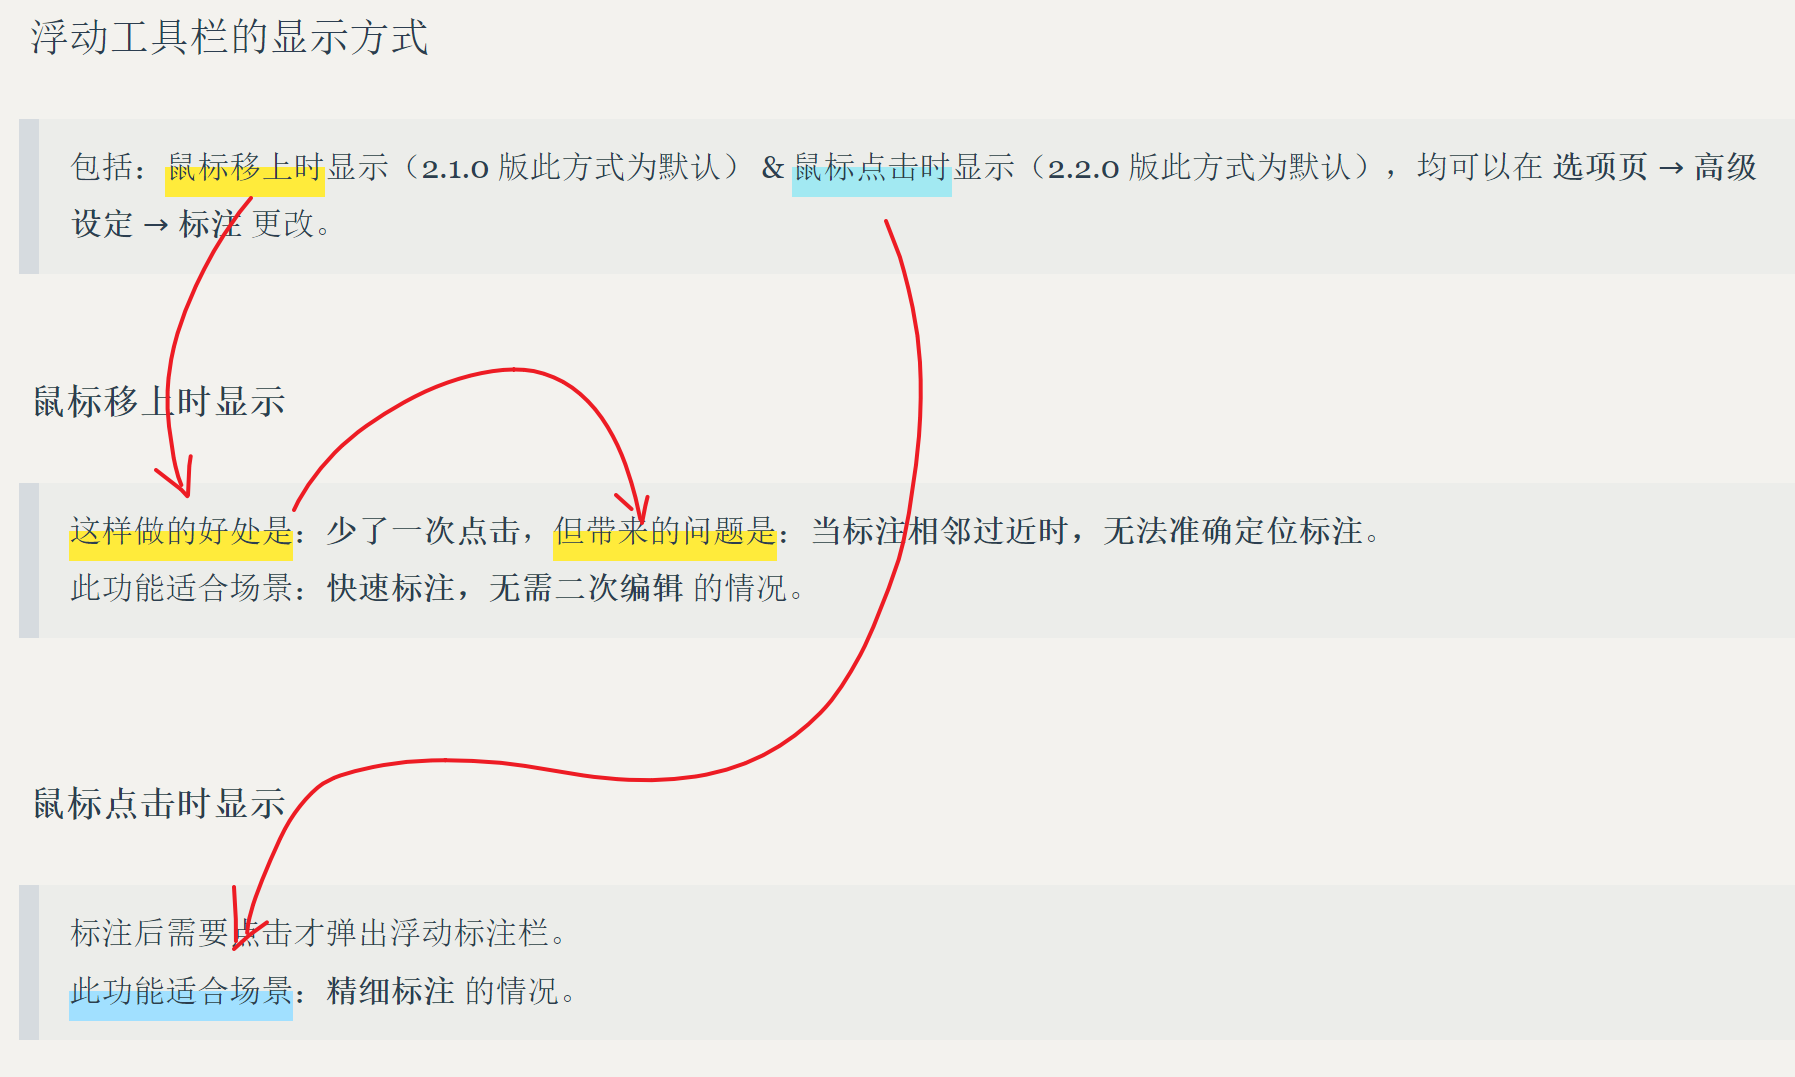 浮动工具栏的显示方式
包括：鼠标移上时显示（2.1.0 版此方式为默认） & 鼠标点击时显示（2.2.0 版此方式为默认），均可以在 选项页 → 高级
设定 → 标注 更改。
鼠标移上时显示
这样做的好处是：少了一次点击，但带来的问题是：当标注相邻过近时，无法准确定位标注。
此功能适合场景：快速标注，无需二次编辑 的情况。
鼠标点击时显示
标注后需要点击才弹出浮动标注栏。
此功能适合场景：精细标注 的情况。